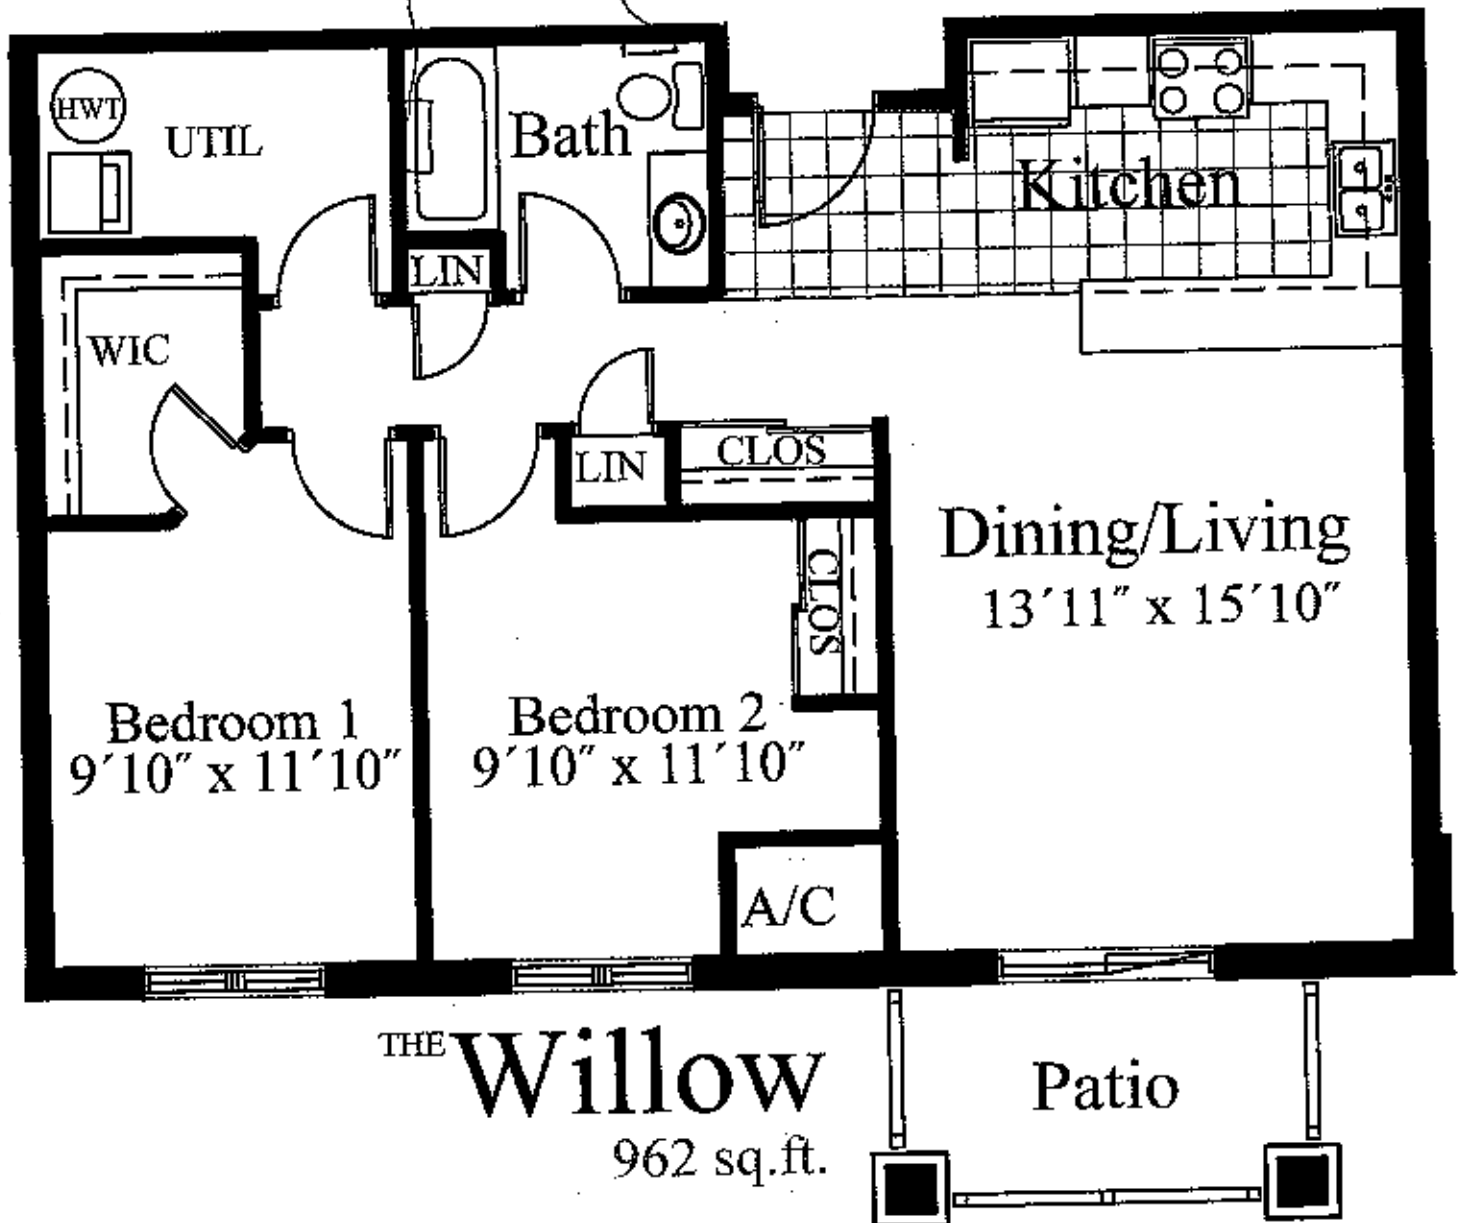 HWT
UTIL
Bath
Kitchen
LIN
WIC
LIN
CLOS
CLOS
Dining/Living
13´11˝ x 15´10˝
Bedroom 1
9´10˝ x 11´10˝
Bedroom 2
9´10˝ x 11´10˝
A/C
THE Willow
962 sq.ft.
Patio